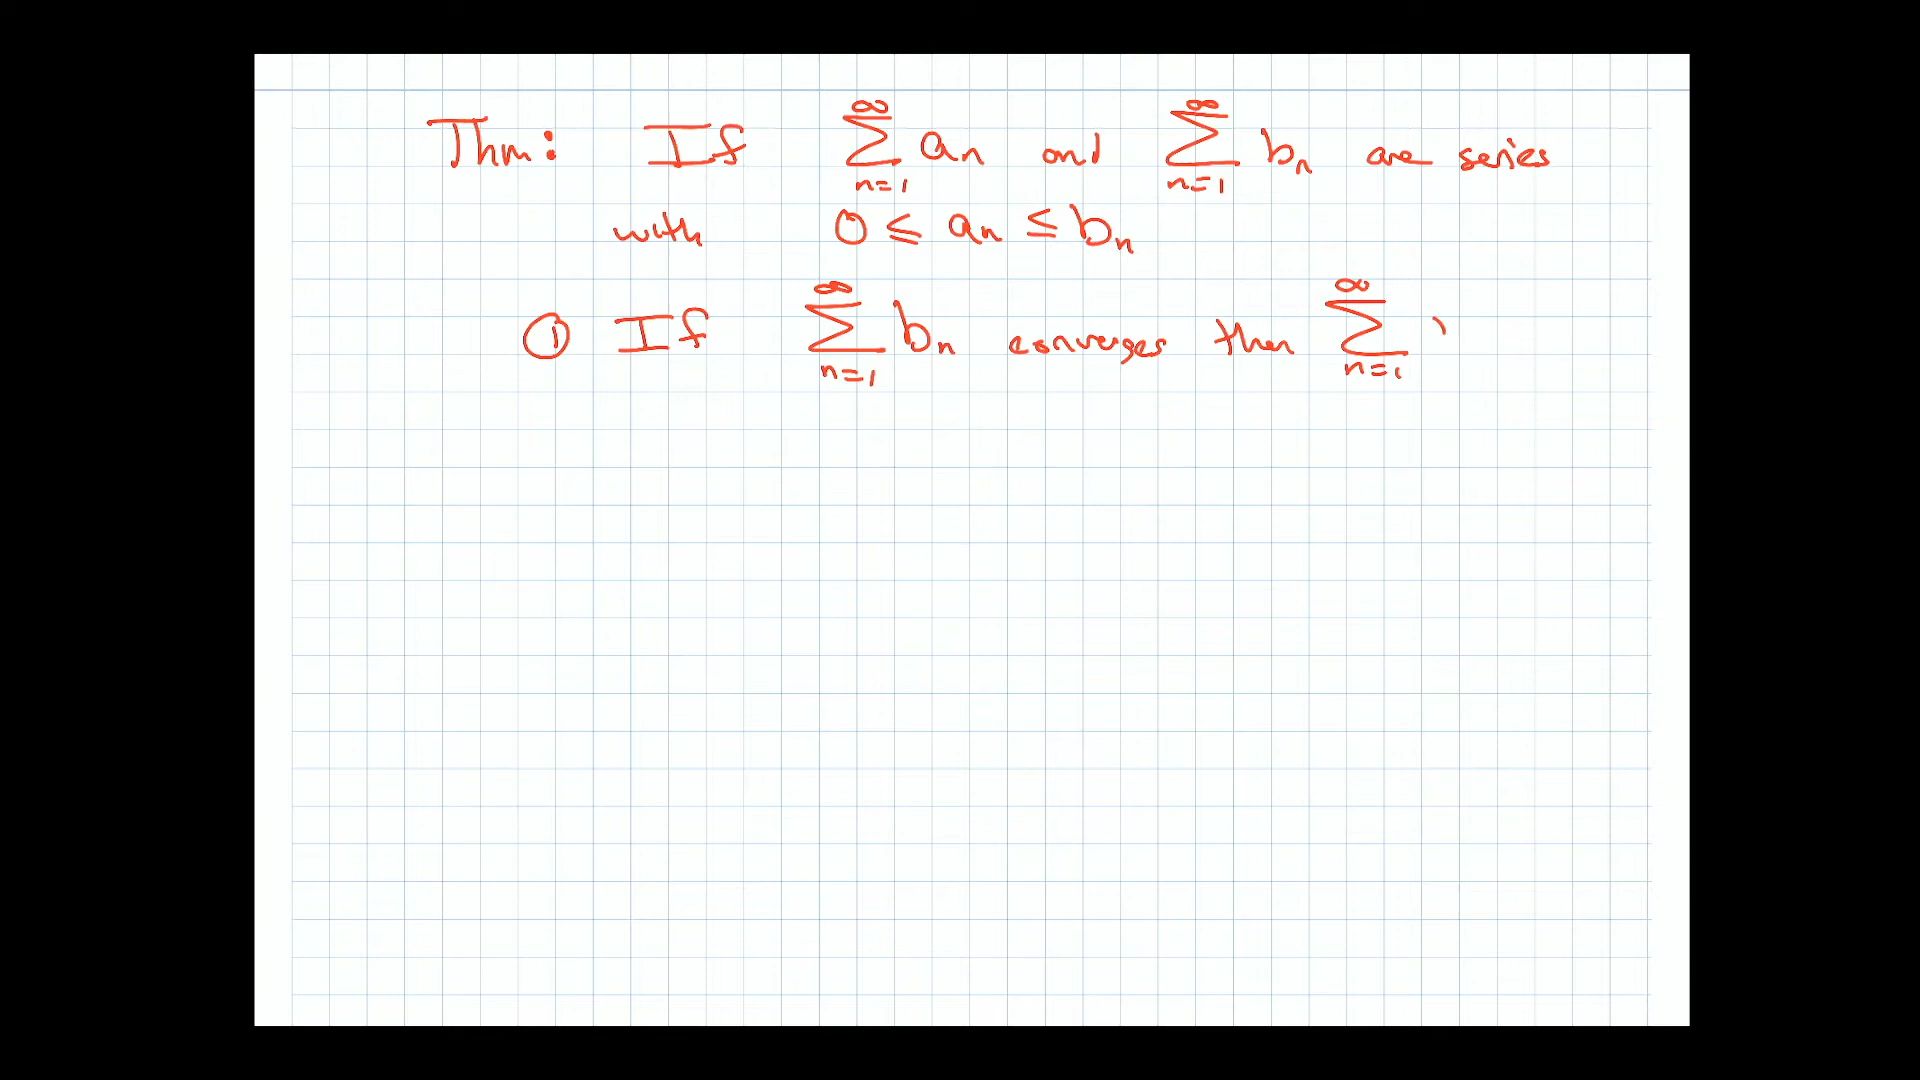 Thm: If ∑_{n=1}^{∞} a_n and ∑_{n=1}^{∞} b_n are series
with 0 ≤ a_n ≤ b_n
① If ∑_{n=1}^{∞} b_n converges then ∑_{n=1}^{∞}